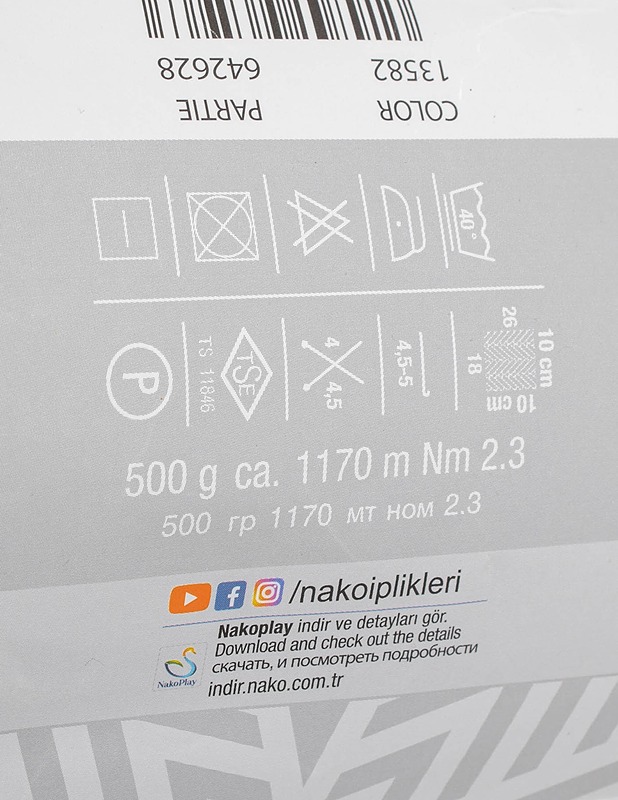 642628 13582
PARTIE COLOR
40°
26
10 cm
18
10 cm
4,5-5
4 4,5
TSE
TS 11846
P
500 g ca. 1170 m Nm 2.3
500 гр 1170 мт ном 2.3
/nakoiplikleri
Nakoplay indir ve detayları gör.
Download and check out the details
скачать, и посмотреть подробности
NakoPlay
indir.nako.com.tr